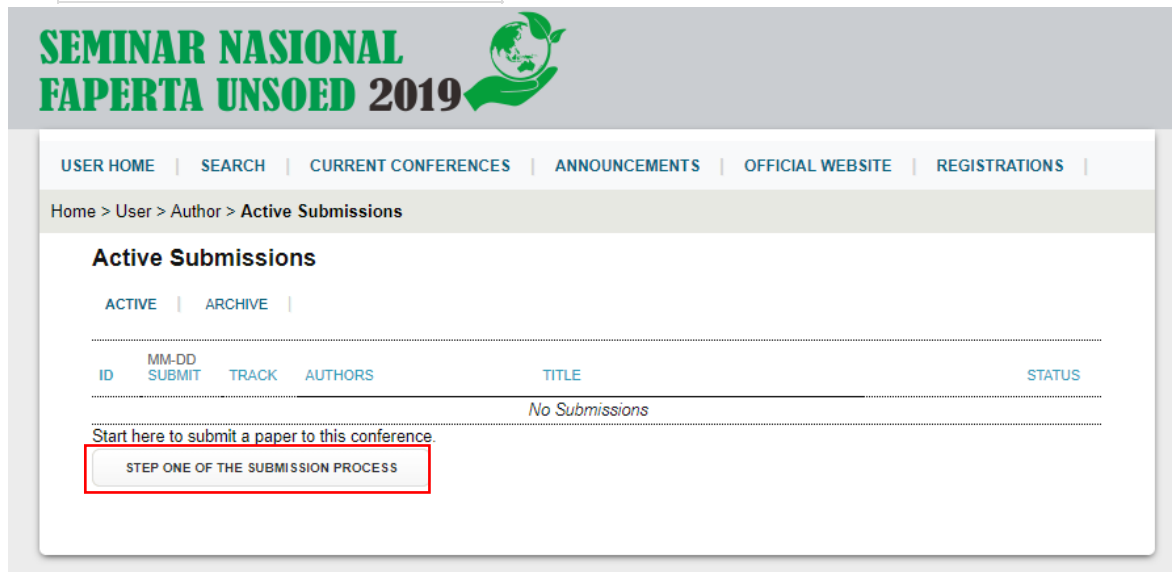 SEMINAR NASIONAL
FAPERTA UNSOED 2019
USER HOME | SEARCH | CURRENT CONFERENCES | ANNOUNCEMENTS | OFFICIAL WEBSITE | REGISTRATIONS |
Home > User > Author > Active Submissions
Active Submissions
ACTIVE | ARCHIVE |
MM-DD
ID SUBMIT TRACK AUTHORS TITLE STATUS
No Submissions
Start here to submit a paper to this conference.
STEP ONE OF THE SUBMISSION PROCESS